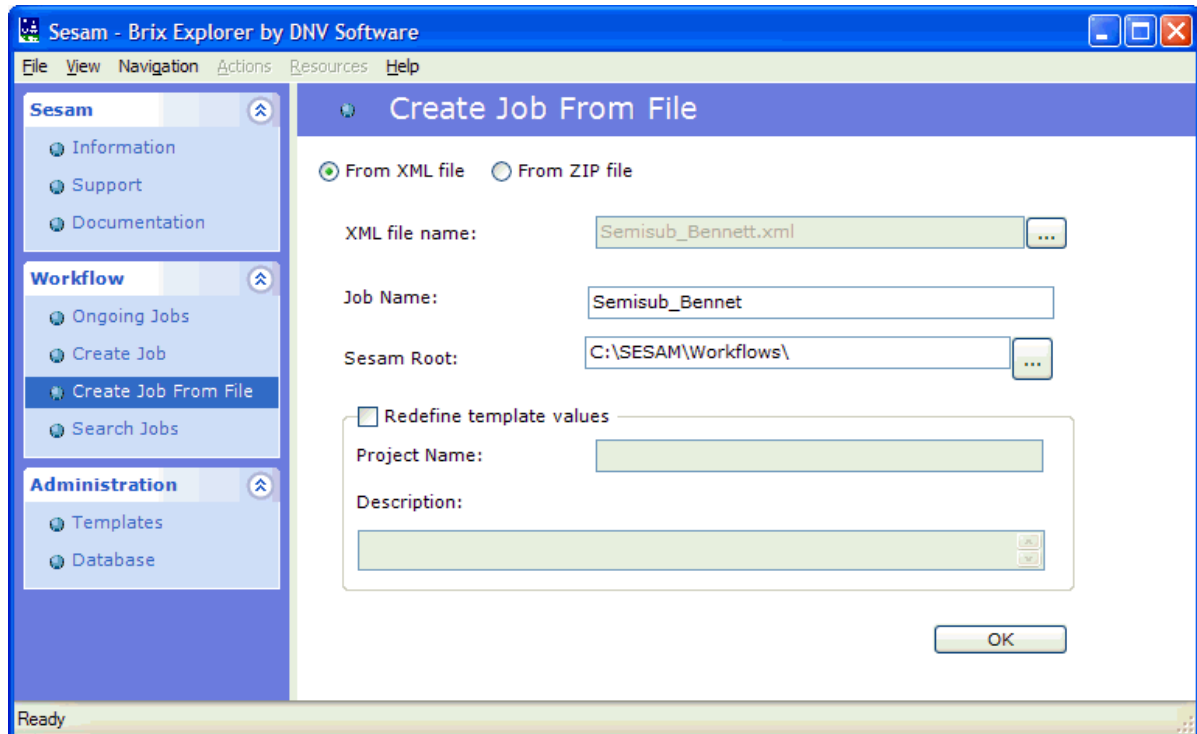 Sesam - Brix Explorer by DNV Software
File View Navigation Actions Resources Help
Sesam
Information
Support
Documentation
Workflow
Ongoing Jobs
Create Job
Create Job From File
Search Jobs
Administration
Templates
Database
Create Job From File
From XML file From ZIP file
XML file name: Semisub_Bennett.xml ...
Job Name: Semisub_Bennet
Sesam Root: C:\SESAM\Workflows\ ...
Redefine template values
Project Name:
Description:
OK
Ready